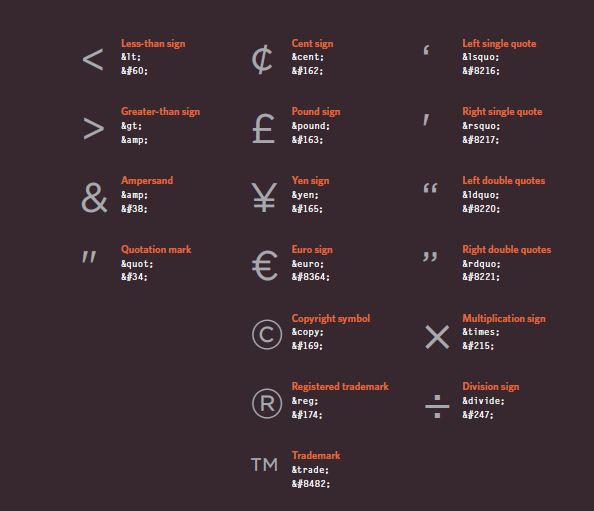 <
Less-than sign
&lt;
&#60;
>
Greater-than sign
&gt;
&amp;
&
Ampersand
&amp;
&#38;
"
Quotation mark
&quot;
&#34;
¢
Cent sign
&cent;
&#162;
£
Pound sign
&pound;
&#163;
¥
Yen sign
&yen;
&#165;
€
Euro sign
&euro;
&#8364;
©
Copyright symbol
&copy;
&#169;
®
Registered trademark
&reg;
&#174;
™
Trademark
&trade;
&#8482;
‘
Left single quote
&lsquo;
&#8216;
'
Right single quote
&rsquo;
&#8217;
“
Left double quotes
&ldquo;
&#8220;
”
Right double quotes
&rdquo;
&#8221;
×
Multiplication sign
&times;
&#215;
÷
Division sign
&divide;
&#247;